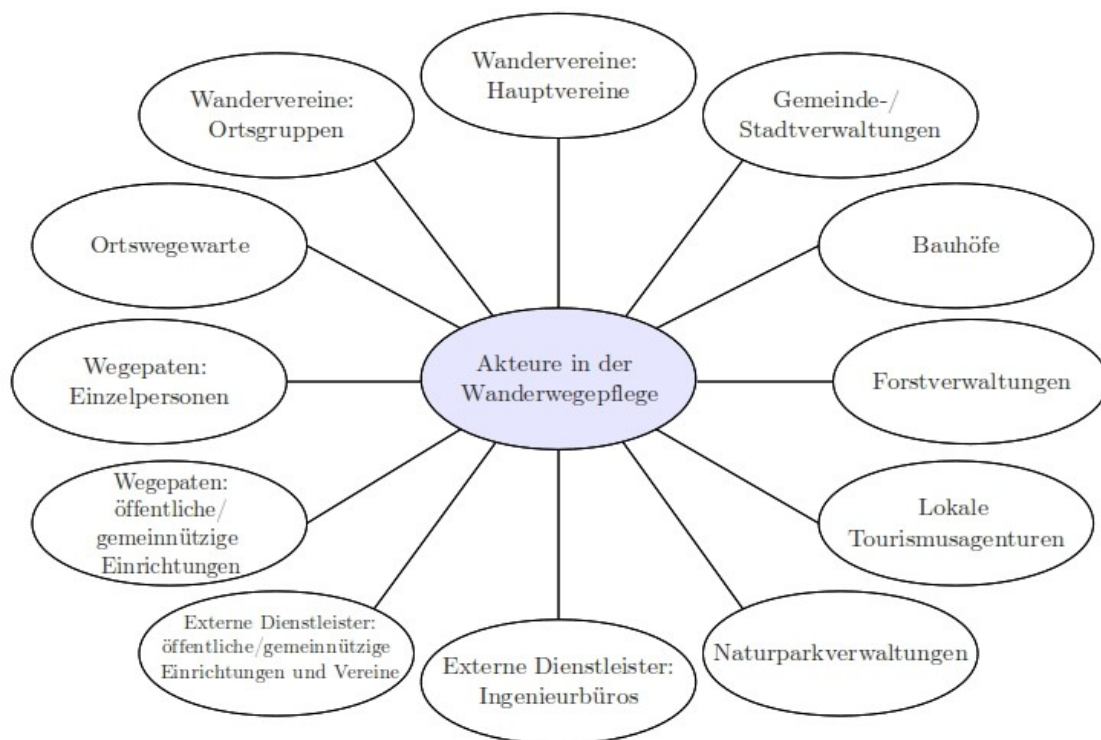 Wandervereine:
Hauptvereine
Wandervereine:
Ortsgruppen
Gemeinde-/
Stadtverwaltungen
Ortswegewarte
Bauhöfe
Akteure in der
Wanderwegepflege
Wegepaten:
Einzelpersonen
Forstverwaltungen
Wegepaten:
öffentliche/
gemeinnützige
Einrichtungen
Lokale
Tourismusagenturen
Externe Dienstleister:
öffentliche/gemeinnützige
Einrichtungen und Vereine
Externe Dienstleister:
Ingenieurbüros
Naturparkverwaltungen